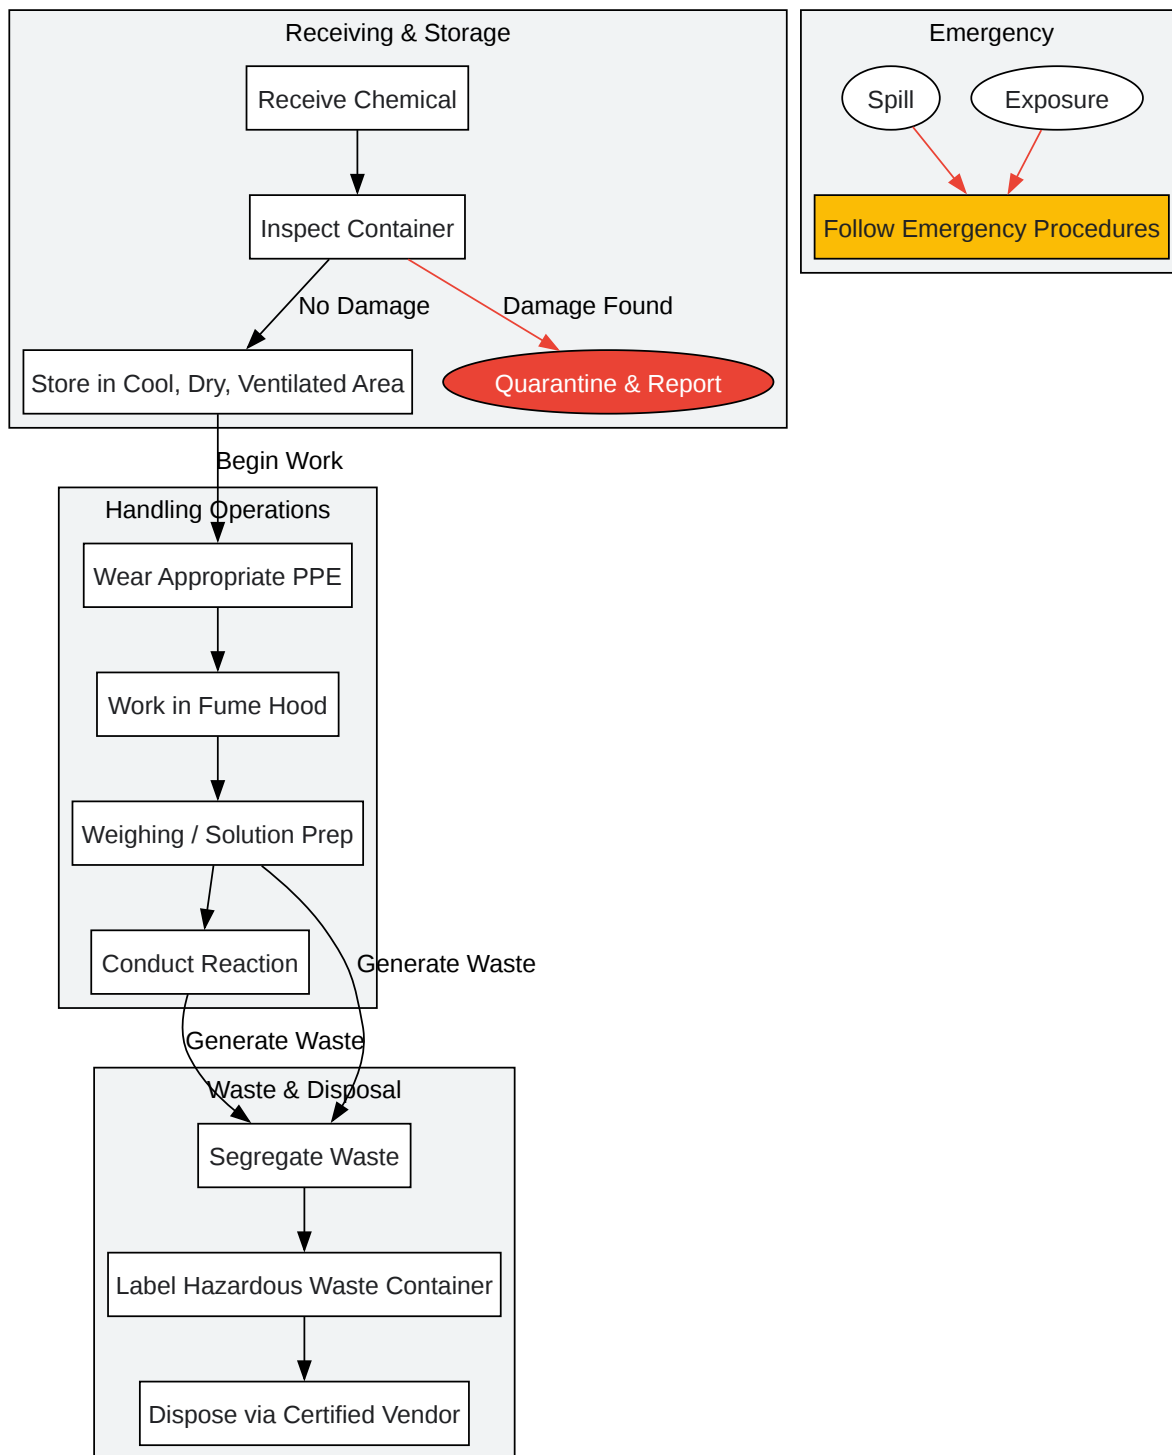 Receiving & Storage
Receive Chemical
Inspect Container
No Damage
Damage Found
Store in Cool, Dry, Ventilated Area
Quarantine & Report
Emergency
Spill
Exposure
Follow Emergency Procedures
Begin Work
Handling Operations
Wear Appropriate PPE
Work in Fume Hood
Weighing / Solution Prep
Conduct Reaction
Generate Waste
Generate Waste
Waste & Disposal
Segregate Waste
Label Hazardous Waste Container
Dispose via Certified Vendor